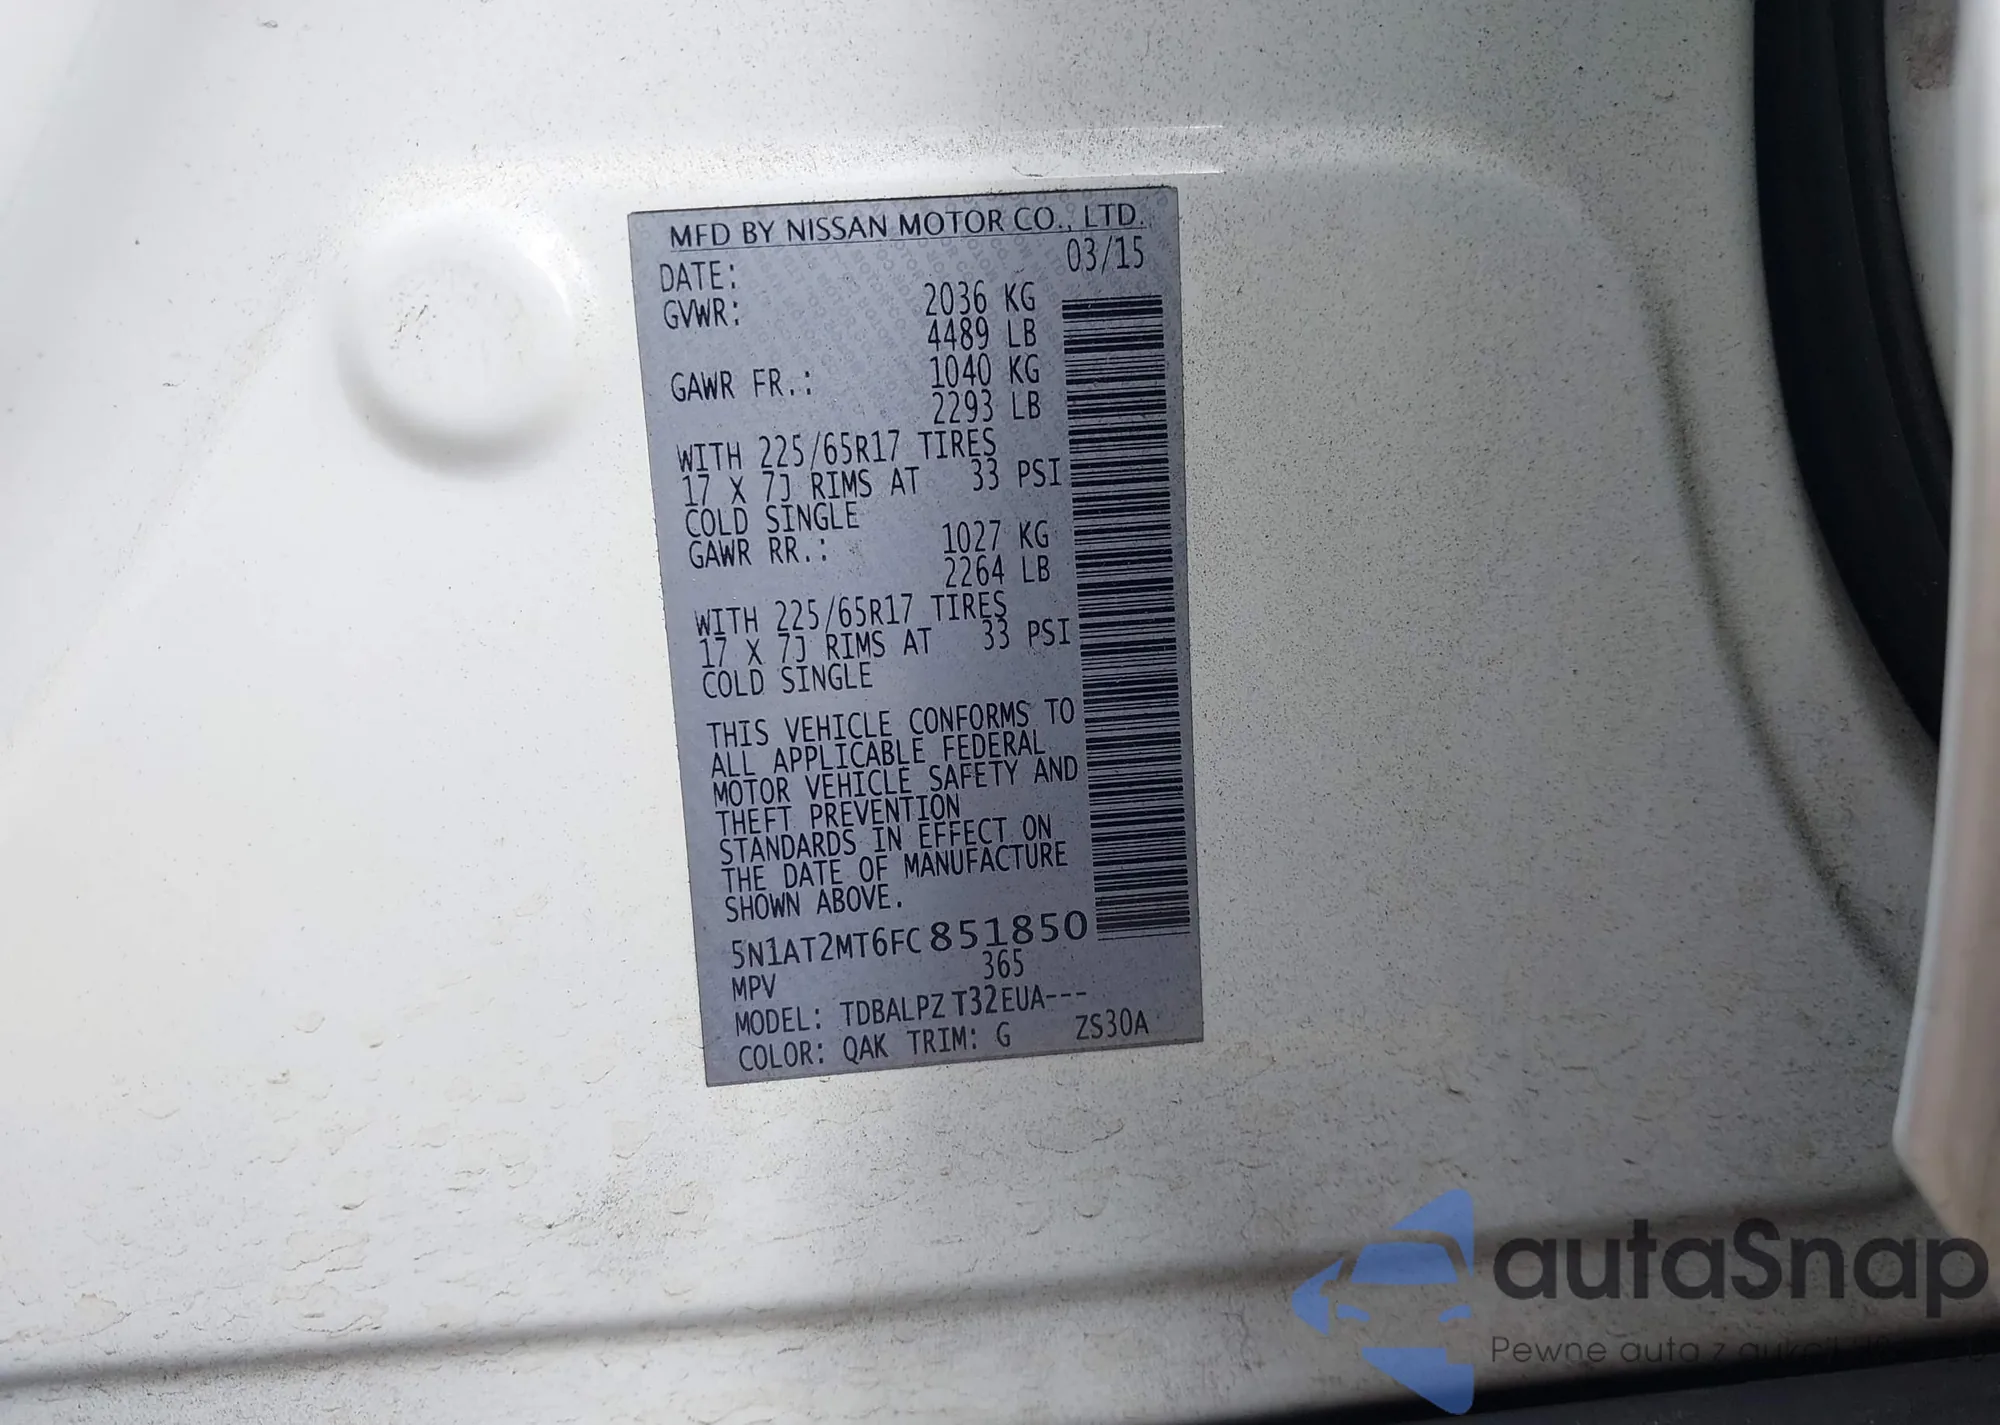 MFD BY NISSAN MOTOR CO., LTD.
DATE: 03/15
GVWR: 2036 KG
4489 LB
GAWR FR.: 1040 KG
2293 LB
WITH 225/65R17 TIRES
17 X 7J RIMS AT 33 PSI
COLD SINGLE
GAWR RR.: 1027 KG
2264 LB
WITH 225/65R17 TIRES
17 X 7J RIMS AT 33 PSI
COLD SINGLE
THIS VEHICLE CONFORMS TO
ALL APPLICABLE FEDERAL
MOTOR VEHICLE SAFETY AND
THEFT PREVENTION
STANDARDS IN EFFECT ON
THE DATE OF MANUFACTURE
SHOWN ABOVE.
5N1AT2MT6FC851850
MPV 365
MODEL: TDBALPZ T32EUA---
COLOR: QAK TRIM: G ZS30A
autaSnap
Pewne auta z aukcji